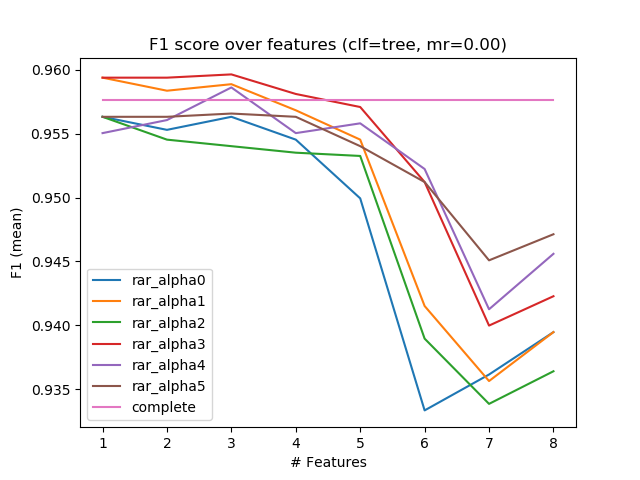 F1 score over features (clf=tree, mr=0.00)
F1 (mean)
0.960
0.955
0.950
0.945
0.940
0.935
rar_alpha0
rar_alpha1
rar_alpha2
rar_alpha3
rar_alpha4
rar_alpha5
complete
1 2 3 4 5 6 7 8
# Features